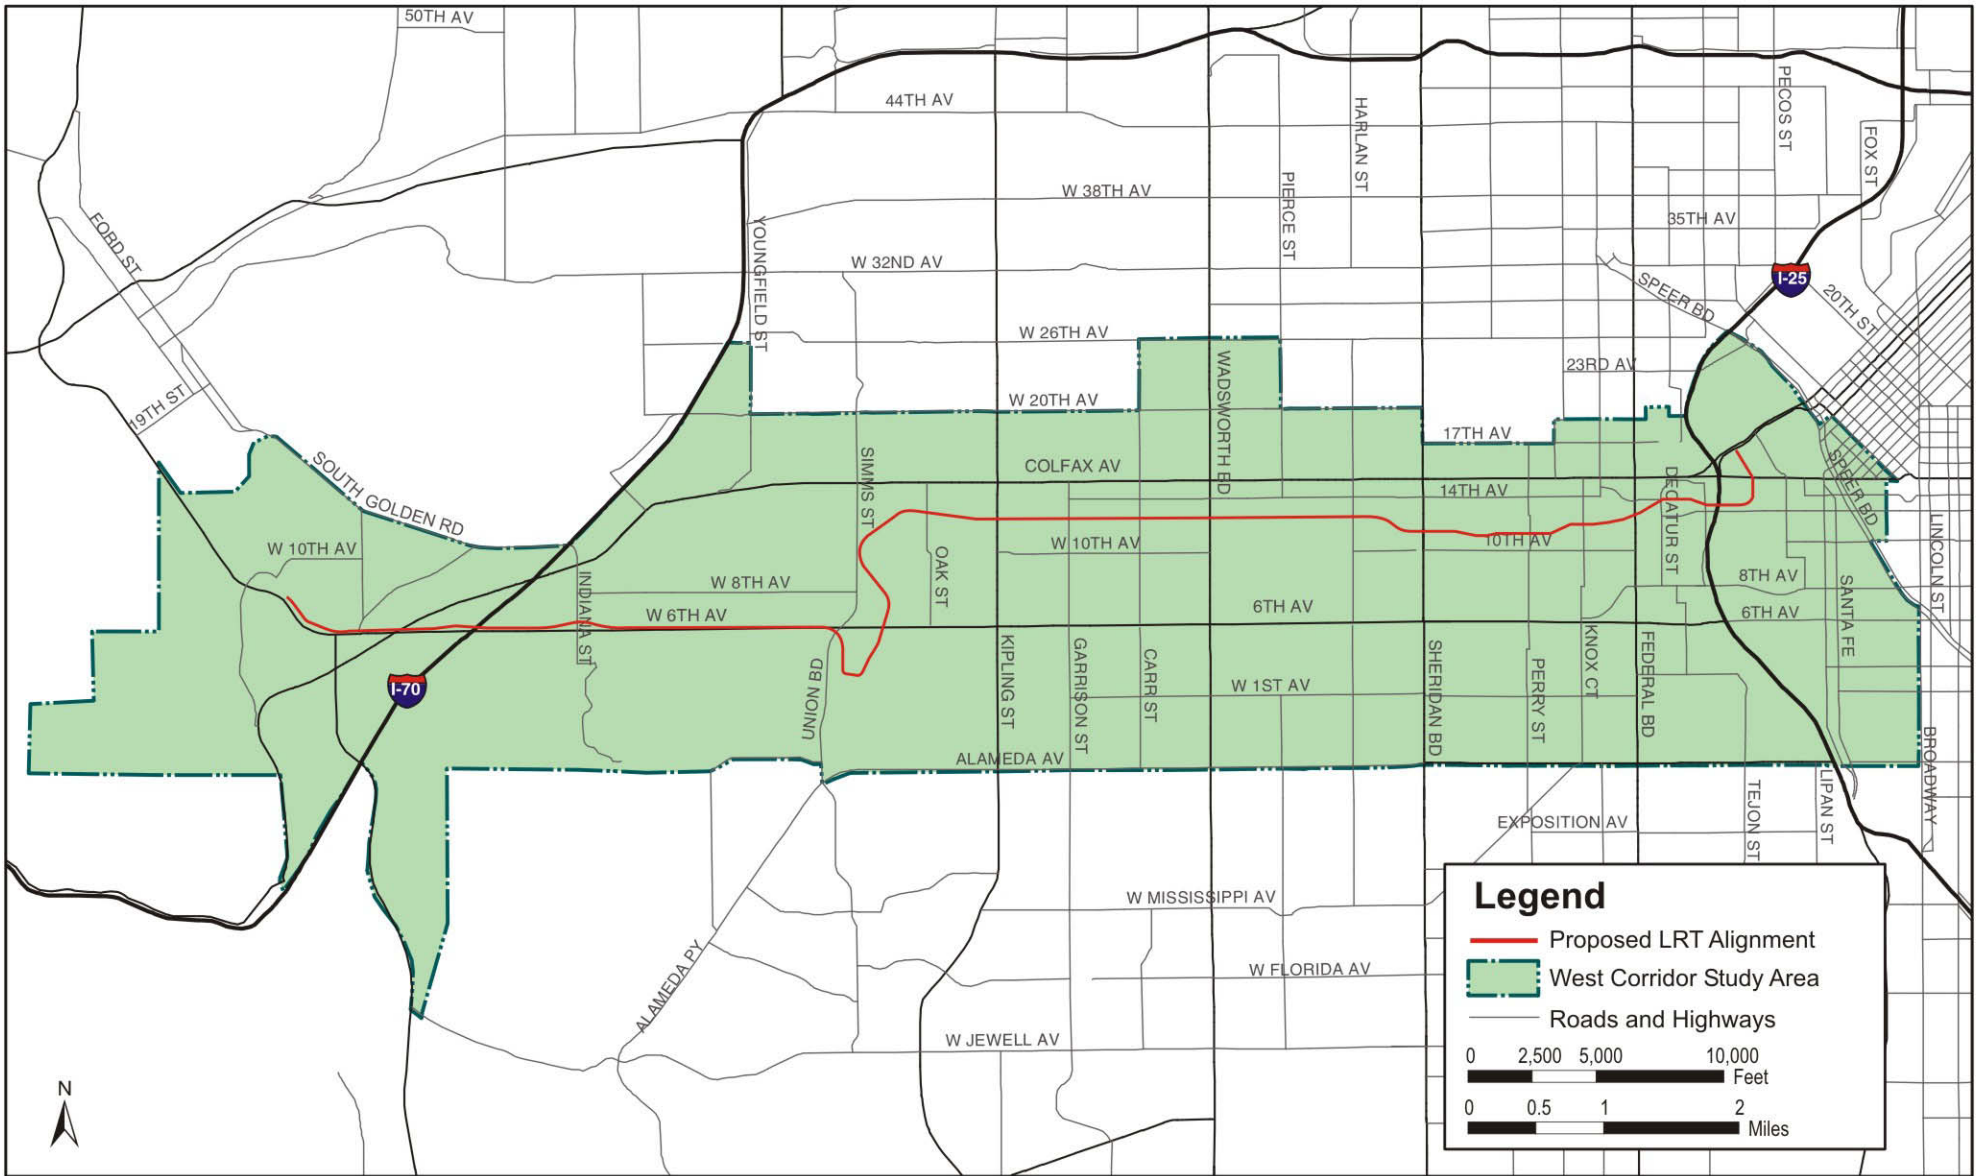 50TH AV
44TH AV
PECOS ST
HARLAN ST
FOX ST
W 38TH AV
PIERCE ST
35TH AV
FORD ST
YOUNGFIELD ST
W 32ND AV
I-25
SPEER BD
20TH ST
W 26TH AV
WADSWORTH BD
23RD AV
19TH ST
W 20TH AV
17TH AV
SOUTH GOLDEN RD
SIMMS ST
COLFAX AV
14TH AV
DECATUR ST
SPEER BD
LINCOLN ST
W 10TH AV
OAK ST
W 10TH AV
10TH AV
INDIANA ST
W 8TH AV
8TH AV
SANTA FE
W 6TH AV
6TH AV
6TH AV
I-70
UNION BD
KIPLING ST
GARRISON ST
CARR ST
W 1ST AV
SHERIDAN BD
PERRY ST
KNOX CT
FEDERAL BD
ALAMEDA AV
BROADWAY
TEJON ST
LIPAN ST
EXPOSITION AV
W MISSISSIPPI AV
ALAMEDA PY
W FLORIDA AV
W JEWELL AV
N
Legend
Proposed LRT Alignment
West Corridor Study Area
Roads and Highways
0 2,500 5,000 10,000
Feet
0 0.5 1 2
Miles